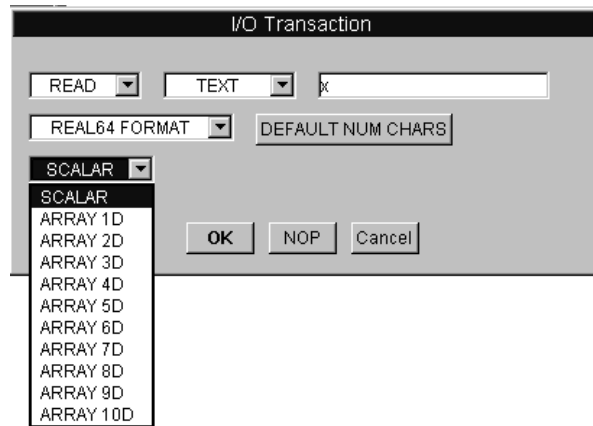 I/O Transaction
READ TEXT x
REAL64 FORMAT DEFAULT NUM CHARS
SCALAR
SCALAR
ARRAY 1D
ARRAY 2D
OK NOP Cancel
ARRAY 3D
ARRAY 4D
ARRAY 5D
ARRAY 6D
ARRAY 7D
ARRAY 8D
ARRAY 9D
ARRAY 10D